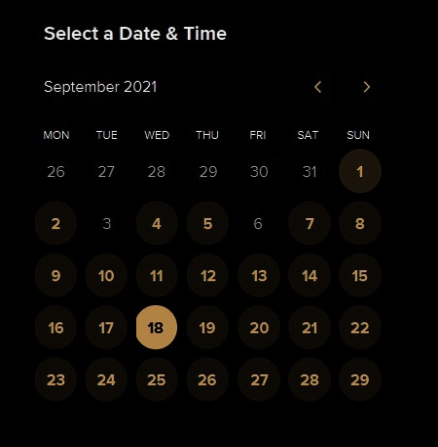 Select a Date & Time
September 2021
MON TUE WED THU FRI SAT SUN
26 27 28 29 30 31 1
2 3 4 5 6 7 8
9 10 11 12 13 14 15
16 17 18 19 20 21 22
23 24 25 26 27 28 29